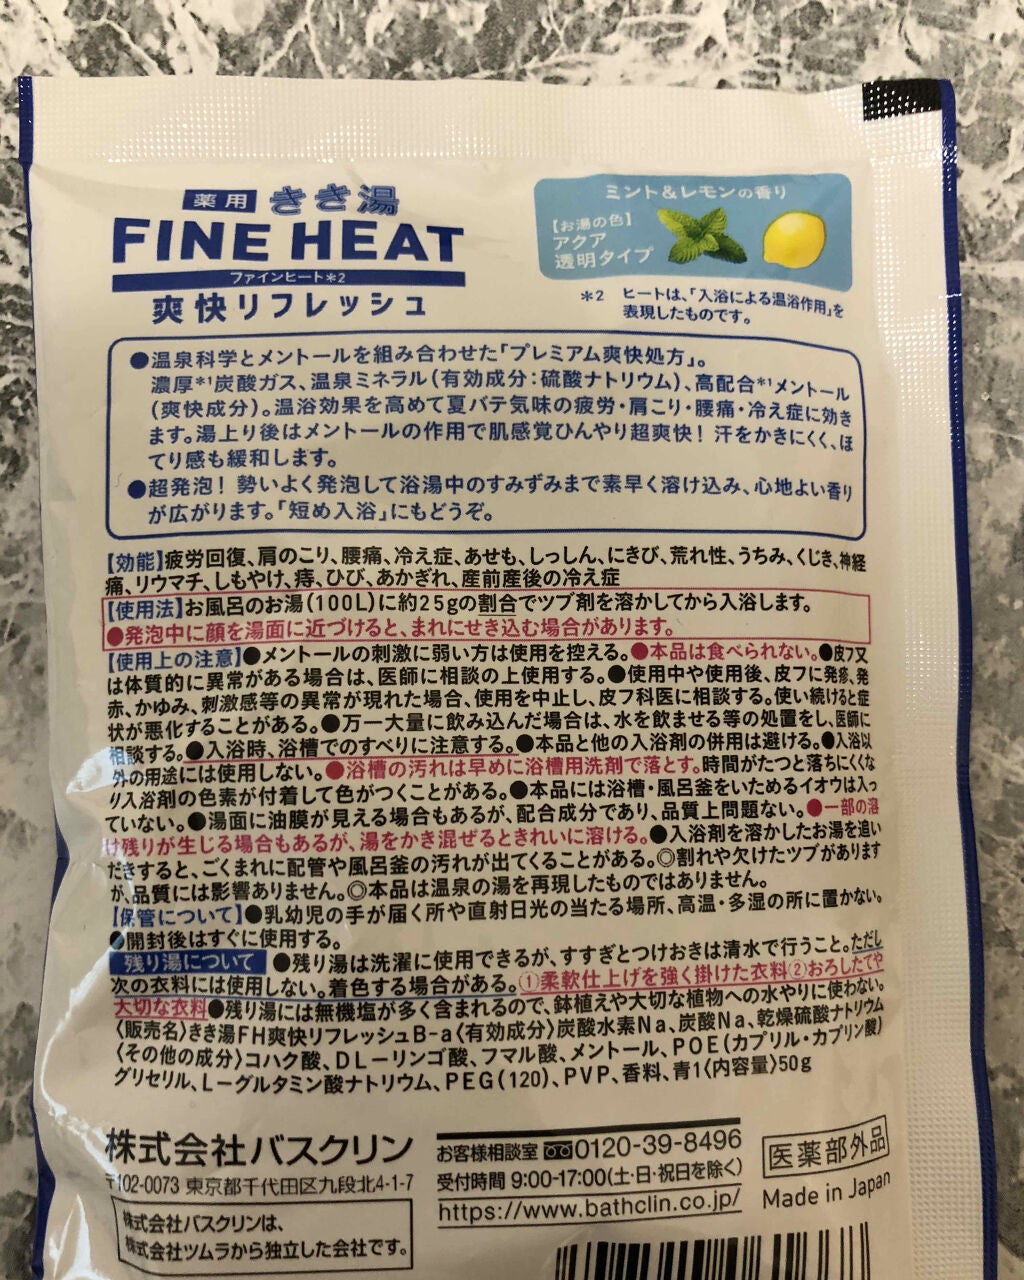 薬用 きき湯
FINE HEAT
ファインヒート＊2
爽快リフレッシュ
ミント&レモンの香り
【お湯の色】
アクア
透明タイプ
＊2 ヒートは、「入浴による温浴作用」を
表現したものです。
●温泉科学とメントールを組み合わせた「プレミアム爽快処方」。
濃厚＊1炭酸ガス、温泉ミネラル（有効成分：硫酸ナトリウム）、高配合＊1メントール
（爽快成分）。温浴効果を高めて夏バテ気味の疲労・肩こり・腰痛・冷え症に効き
ます。湯上り後はメントールの作用で肌感覚ひんやり超爽快！ 汗をかきにくく、ほ
てり感も緩和します。
●超発泡！ 勢いよく発泡して浴湯中のすみずみまで素早く溶け込み、心地よい香り
が広がります。「短め入浴」にもどうぞ。
【効能】疲労回復、肩のこり、腰痛、冷え症、あせも、しっしん、にきび、荒れ性、うちみ、くじき、神経
痛、リウマチ、しもやけ、痔、ひび、あかぎれ、産前産後の冷え症
【使用法】お風呂のお湯(100L)に約25gの割合でツブ剤を溶かしてから入浴します。
●発泡中に顔を湯面に近づけると、まれにせき込む場合があります。
【使用上の注意】●メントールの刺激に弱い方は使用を控える。●本品は食べられない。●皮フ又
は体質的に異常がある場合は、医師に相談の上使用する。●使用中や使用後、皮フに発疹、発
赤、かゆみ、刺激感等の異常が現れた場合、使用を中止し、皮フ科医に相談する。使い続けると症
状が悪化することがある。●万一大量に飲み込んだ場合は、水を飲ませる等の処置をし、医師に
相談する。●入浴時、浴槽でのすべりに注意する。●本品と他の入浴剤の併用は避ける。●入浴以
外の用途には使用しない。●浴槽の汚れは早めに浴槽用洗剤で落とす。時間がたつと落ちにくくな
り入浴剤の色素が付着して色がつくことがある。●本品には浴槽・風呂釜をいためるイオウは入っ
ていない。●湯面に油膜が見える場合もあるが、配合成分であり、品質上問題ない。●一部の溶
け残りが生じる場合もあるが、湯をかき混ぜるときれいに溶ける。●入浴剤を溶かしたお湯を追い
だきすると、ごくまれに配管や風呂釜の汚れが出てくることがある。◎割れや欠けたツブがあります
が、品質には影響ありません。◎本品は温泉の湯を再現したものではありません。
【保管について】●乳幼児の手が届く所や直射日光の当たる場所、高温・多湿の所に置かない。
●開封後はすぐに使用する。
残り湯について ●残り湯は洗濯に使用できるが、すすぎとつけおきは清水で行うこと。ただし
次の衣料には使用しない。着色する場合がある。①柔軟仕上げを強く掛けた衣料②おろしたてや
大切な衣料●残り湯には無機塩が多く含まれるので、鉢植えや大切な植物への水やりに使わない。
〈販売名〉きき湯FH爽快リフレッシュB-a〈有効成分〉炭酸水素Na、炭酸Na、乾燥硫酸ナトリウム
〈その他の成分〉コハク酸、DL-リンゴ酸、フマル酸、メントール、POE(カプリル・カプリン酸)
グリセリル、L-グルタミン酸ナトリウム、PEG(120)、PVP、香料、青1〈内容量〉50g
株式会社バスクリン
〒102-0073 東京都千代田区九段北4-1-7
株式会社バスクリンは、
株式会社ツムラから独立した会社です。
お客様相談室 0120-39-8496
受付時間 9:00-17:00(土・日・祝日を除く)
https://www.bathclin.co.jp/
医薬部外品
Made in Japan